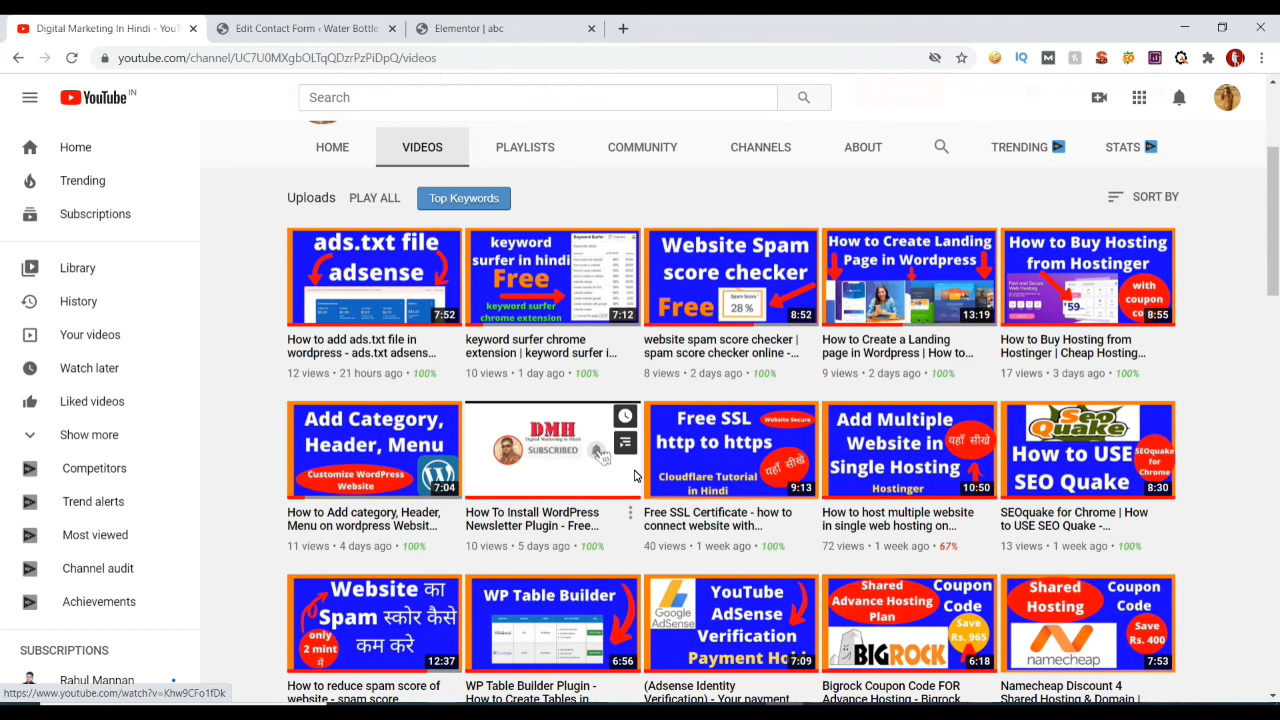 Digital Marketing In Hindi - YouT
Edit Contact Form ‹ Water Bottle
Elementor | abc
youtube.com/channel/UC7U0MXgbOLTqQDzrPzPiDpQ/videos
YouTube IN
Search
Home
Trending
Subscriptions
Library
History
Your videos
Watch later
Liked videos
Show more
Competitors
Trend alerts
Most viewed
Channel audit
Achievements
SUBSCRIPTIONS
Rahul Mannan
https://www.youtube.com/watch?v=Khw9CFo1fDk
HOME VIDEOS PLAYLISTS COMMUNITY CHANNELS ABOUT TRENDING STATS
Uploads PLAY ALL Top Keywords SORT BY
ads.txt file
adsense
7:52
keyword
surfer in hindi
Free
keyword surfer
chrome extension
7:12
Website Spam
score checker
Free
Spam Score
28 %
8:52
How to Create Landing
Page in Wordpress
13:19
How to Buy Hosting
from Hostinger
₹59
with
coupon
8:55
How to add ads.txt file in
wordpress - ads.txt adsens...
12 views • 21 hours ago • 100%
keyword surfer chrome
extension | keyword surfer i...
10 views • 1 day ago • 100%
website spam score checker |
spam score checker online -...
8 views • 2 days ago • 100%
How to Create a Landing
page in Wordpress | How to...
9 views • 2 days ago • 100%
How to Buy Hosting from
Hostinger | Cheap Hosting...
17 views • 3 days ago • 100%
Add Category,
Header, Menu
Customize WordPress
Website
7:04
DMH
Digital Marketing in Hindi
SUBSCRIBED
Free SSL
http to https
Website Secure
Cloudflare Tutorial
in Hindi
यहाँ सीखे
9:13
Add Multiple
Website in
Single Hosting
Hostinger
यहाँ सीखे
10:50
Seo
Quake
How to USE
SEO Quake
SEOquake
for
Chrome
8:30
How to Add category, Header,
Menu on wordpress Websit...
11 views • 4 days ago • 100%
How To Install WordPress
Newsletter Plugin - Free...
10 views • 5 days ago • 100%
Free SSL Certificate - how to
connect website with...
40 views • 1 week ago • 100%
How to host multiple website
in single web hosting on...
72 views • 1 week ago • 67%
SEOquake for Chrome | How
to USE SEO Quake -...
13 views • 1 week ago • 100%
Website का
Spam स्कोर कैसे
कम करे
only
2 mint
में
12:37
WP Table Builder
6:56
Google
AdSense
YouTube
AdSense
Verification
Payment Hold
7:09
Shared
Advance Hosting
Plan
Coupon
Code
Save
Rs. 965
BIGROCK
6:18
Shared
Hosting
Coupon
Code
Save
Rs. 400
namecheap
7:53
How to reduce spam score of
website - spam score
WP Table Builder Plugin -
How to Create Tables in
(Adsense Identity
Verification) - Your payment
Bigrock Coupon Code FOR
Advance Hosting - Bigrock
Namecheap Discount 4
Shared Hosting & Domain |